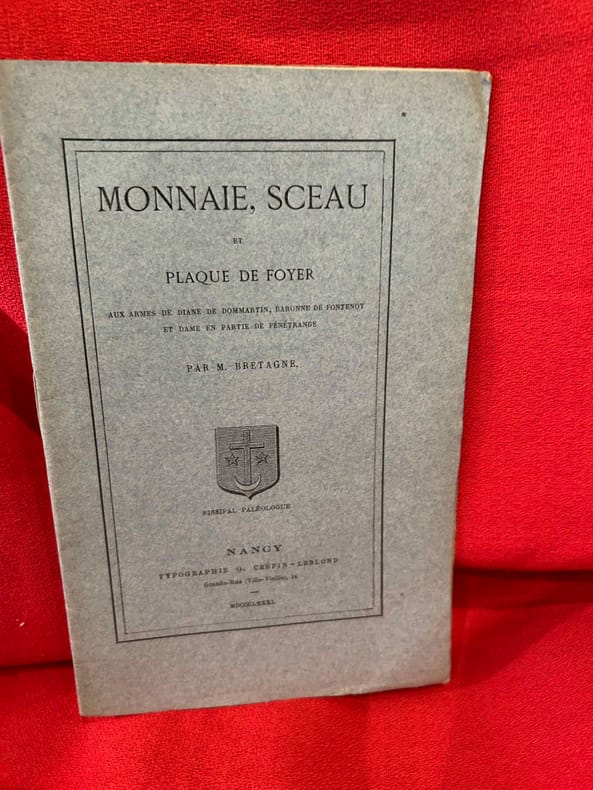 MONNAIE, SCEAU
ET
PLAQUE DE FOYER
AUX ARMES DE DIANE DE DOMMARTIN, BARONNE DE FONTENOY
ET DAME EN PARTIE DE FÉNÉTRANGE
PAR M. BRETAGNE.
PALÉOLOGUE
NANCY
TYPOGRAPHIE G. CRÉPIN-LEBLOND
Grande-Rue (Ville-Vieille), 14
MDCCCLXXXI.